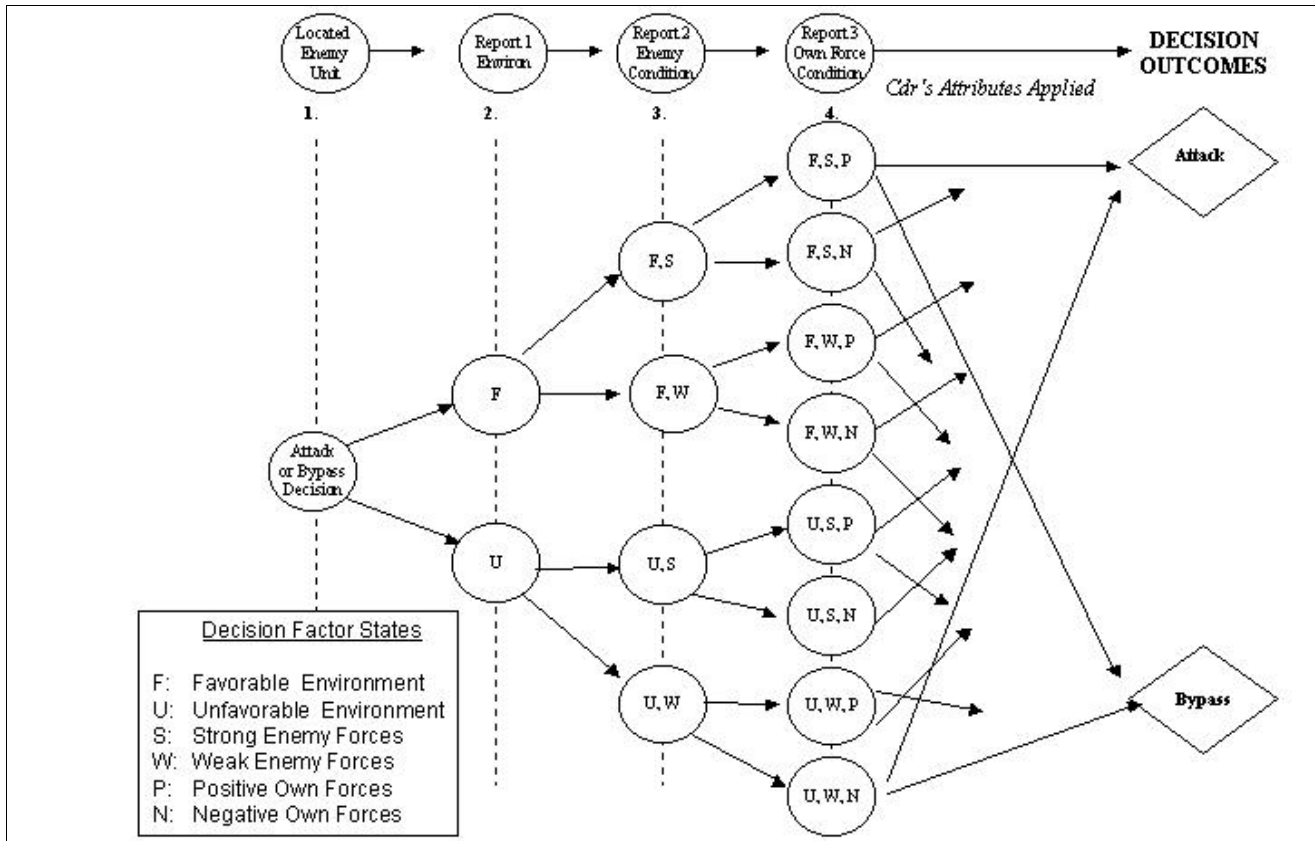 Located
Enemy
Unit
Report 1
Environ
Report 2
Enemy
Condition
Report 3
Own Force
Condition
DECISION
OUTCOMES
Cdr's Attributes Applied
1.
2.
3.
4.
F, S, P
Attack
F, S
F, S, N
F, W, P
F
F, W
F, W, N
Attack
or Bypass
Decision
U, S, P
U
U, S
U, S, N
U, W
U, W, P
Bypass
U, W, N
Decision Factor States
F: Favorable Environment
U: Unfavorable Environment
S: Strong Enemy Forces
W: Weak Enemy Forces
P: Positive Own Forces
N: Negative Own Forces